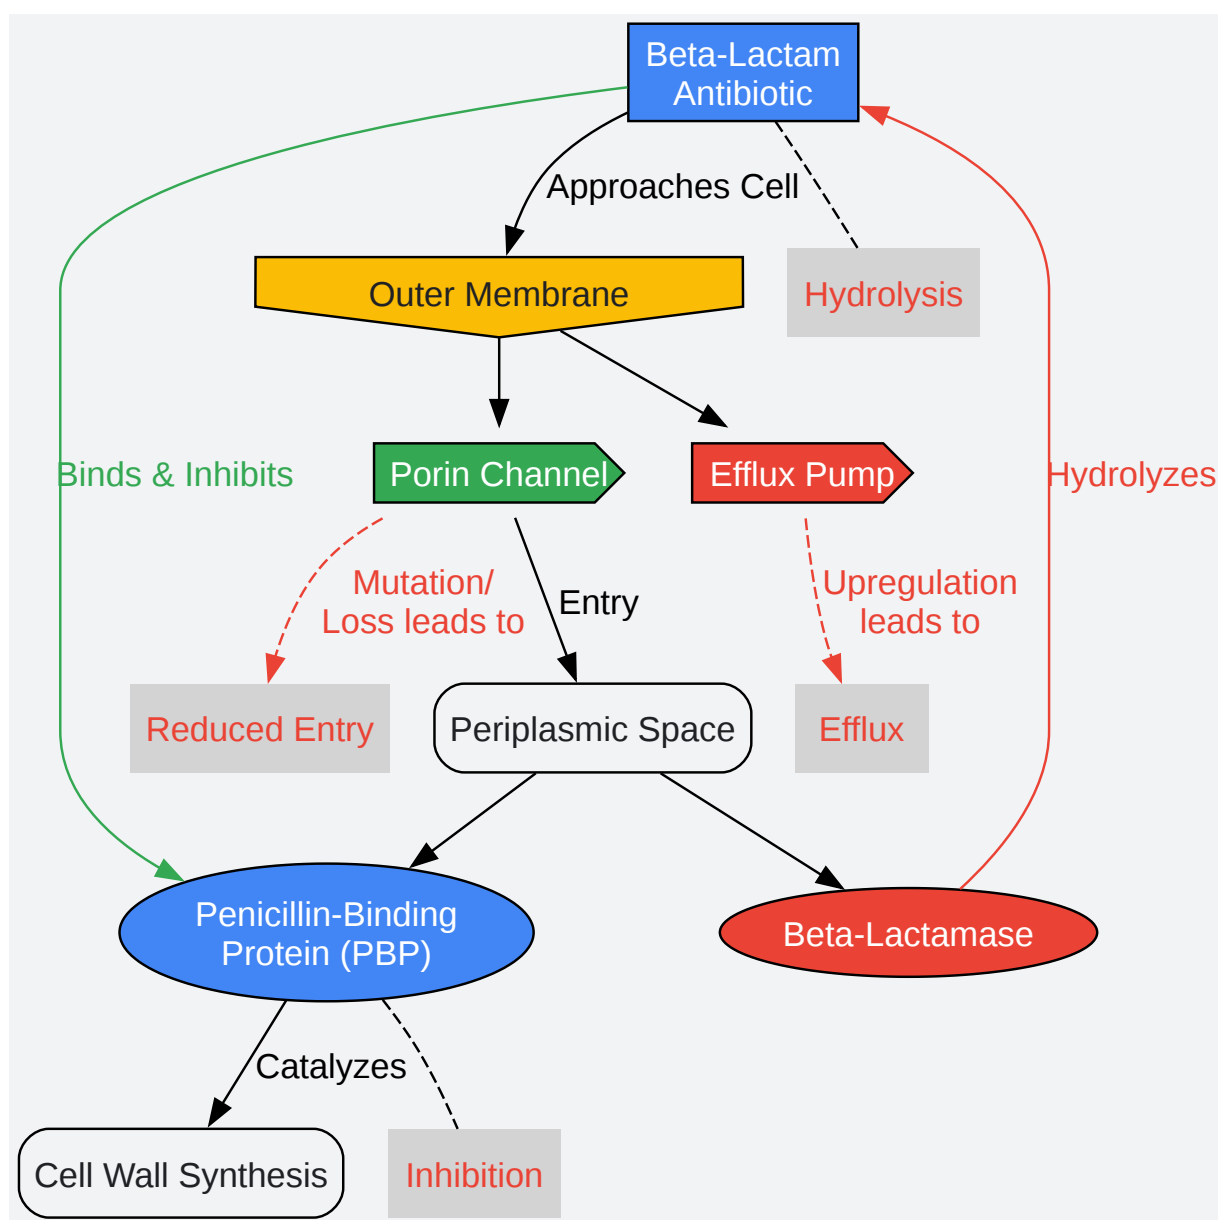 Beta-Lactam
Antibiotic
Approaches Cell
Outer Membrane
Hydrolysis
Binds & Inhibits
Porin Channel
Efflux Pump
Hydrolyzes
Mutation/
Loss leads to
Entry
Upregulation
leads to
Reduced Entry
Periplasmic Space
Efflux
Penicillin-Binding
Protein (PBP)
Beta-Lactamase
Catalyzes
Cell Wall Synthesis
Inhibition